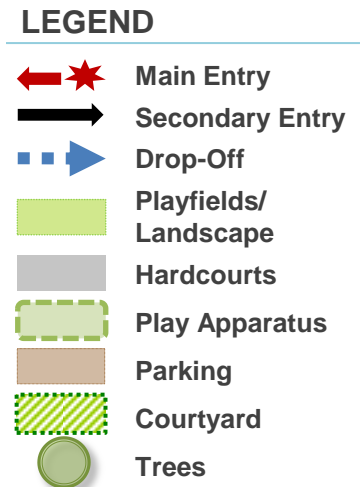 LEGEND
Main Entry
Secondary Entry
Drop-Off
Playfields/
Landscape
Hardcourts
Play Apparatus
Parking
Courtyard
Trees